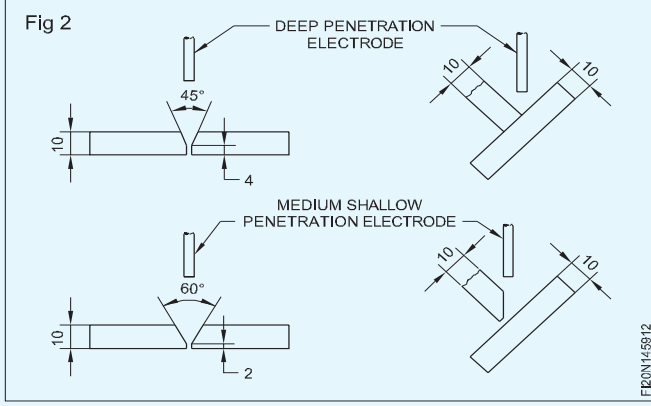 Fig 2
DEEP PENETRATION
ELECTRODE
10
10
45°
10
4
MEDIUM SHALLOW
PENETRATION ELECTRODE
10
10
60°
10
2
FI20N145912